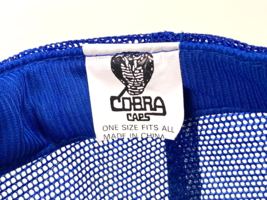 COBRA
CAPS
ONE SIZE FITS ALL
MADE IN CHINA